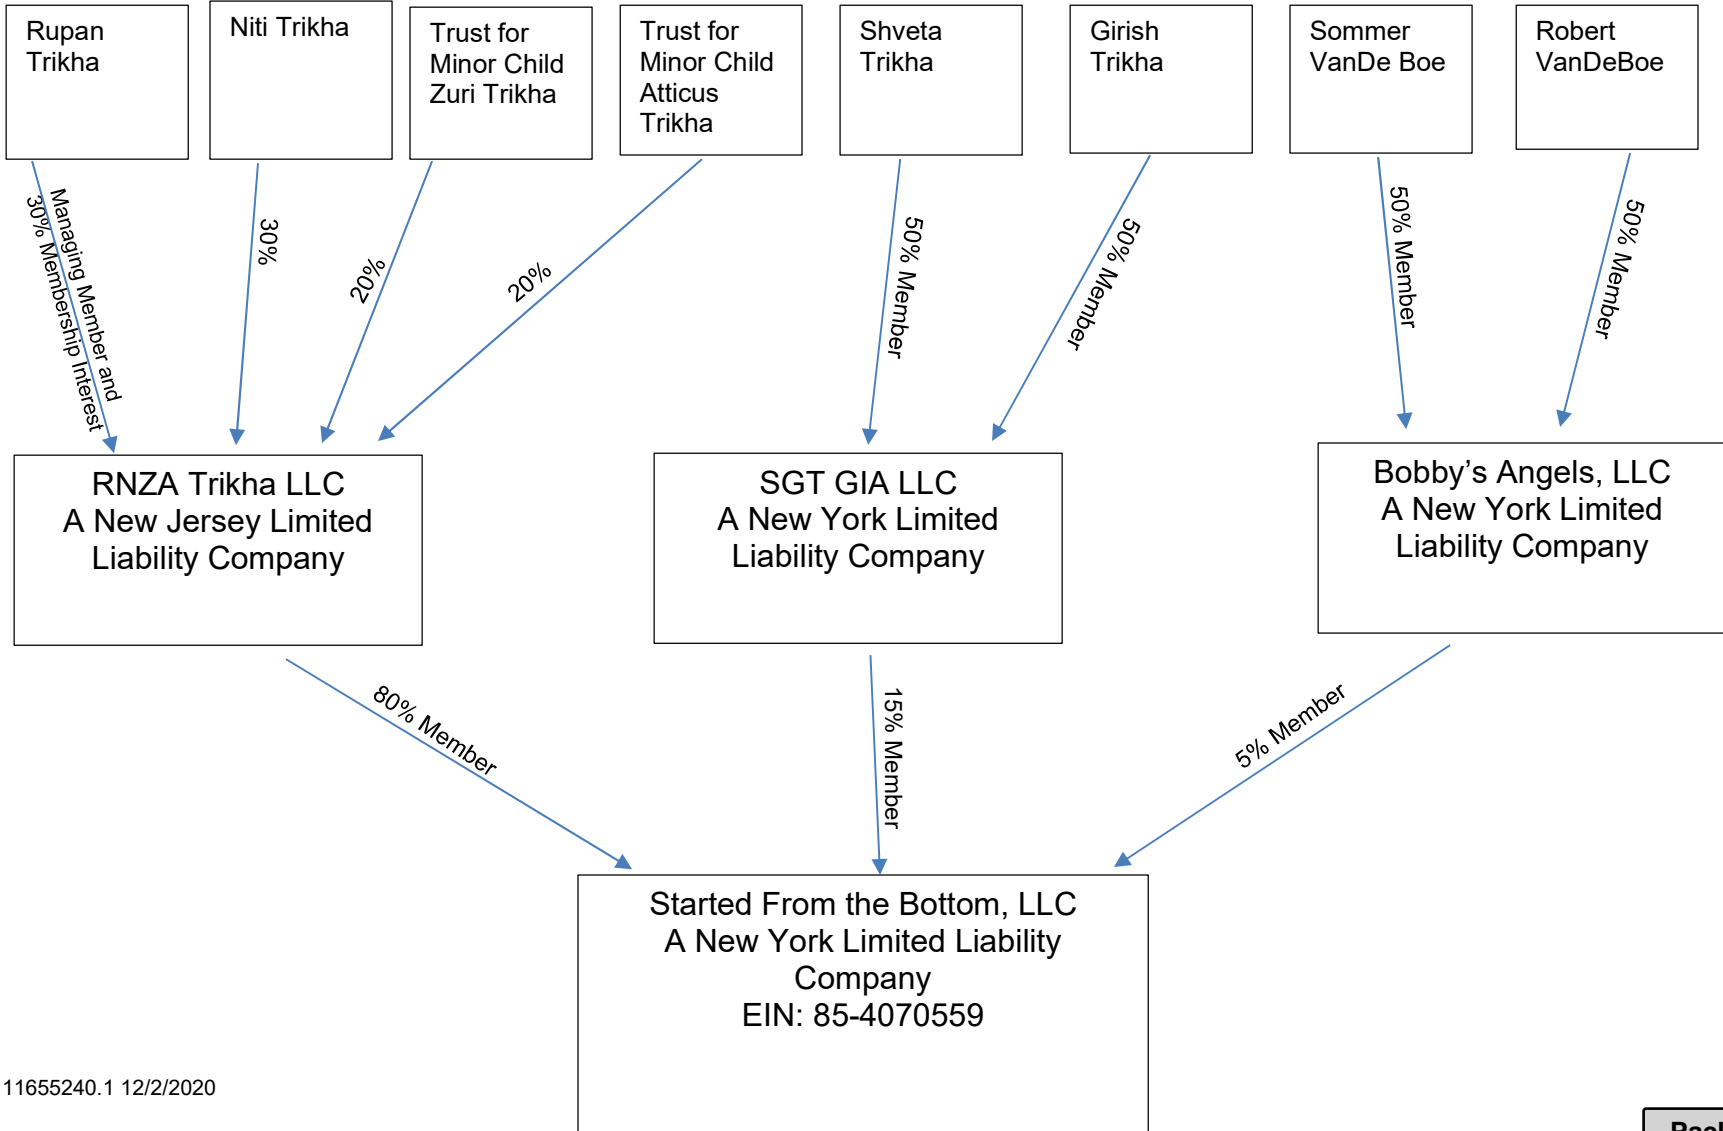 Rupan
Trikha
Niti Trikha
Trust for
Minor Child
Zuri Trikha
Trust for
Minor Child
Atticus
Trikha
Shveta
Trikha
Girish
Trikha
Sommer
VanDe Boe
Robert
VanDeBoe
Managing Member and
30% Membership Interest
30%
20%
20%
50% Member
50% Member
50% Member
50% Member
RNZA Trikha LLC
A New Jersey Limited
Liability Company
SGT GIA LLC
A New York Limited
Liability Company
Bobby’s Angels, LLC
A New York Limited
Liability Company
80% Member
15% Member
5% Member
Started From the Bottom, LLC
A New York Limited Liability
Company
EIN: 85-4070559
11655240.1 12/2/2020